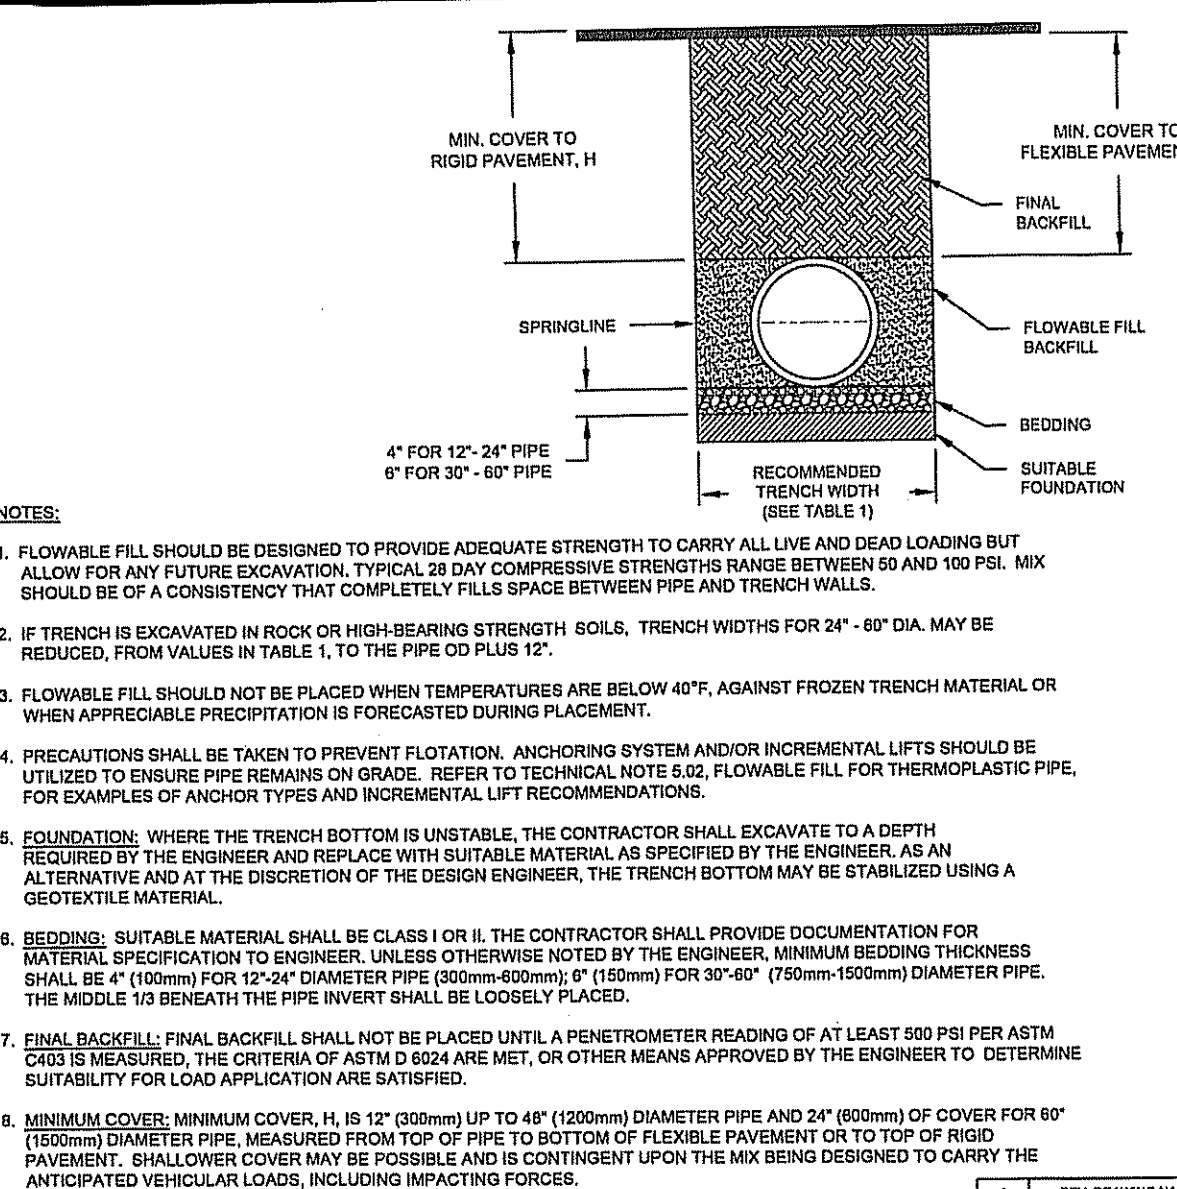 MIN. COVER TO
RIGID PAVEMENT, H
MIN. COVER TO
FLEXIBLE
FINAL
BACKFILL
SPRINGLINE
FLOWABLE FILL
BACKFILL
BEDDING
4" FOR 12"- 24" PIPE
6" FOR 30" - 60" PIPE
SUITABLE
FOUNDATION
RECOMMENDED
TRENCH WIDTH
(SEE TABLE 1)
NOTES:
1. FLOWABLE FILL SHOULD BE DESIGNED TO PROVIDE ADEQUATE STRENGTH TO CARRY ALL LIVE AND DEAD LOADING BUT
ALLOW FOR ANY FUTURE EXCAVATION. TYPICAL 28 DAY COMPRESSIVE STRENGTHS RANGE BETWEEN 50 AND 100 PSI. MIX
SHOULD BE OF A CONSISTENCY THAT COMPLETELY FILLS SPACE BETWEEN PIPE AND TRENCH WALLS.
2. IF TRENCH IS EXCAVATED IN ROCK OR HIGH-BEARING STRENGTH SOILS, TRENCH WIDTHS FOR 24" - 60" DIA. MAY BE
REDUCED, FROM VALUES IN TABLE 1, TO THE PIPE OD PLUS 12".
3. FLOWABLE FILL SHOULD NOT BE PLACED WHEN TEMPERATURES ARE BELOW 40°F, AGAINST FROZEN TRENCH MATERIAL OR
WHEN APPRECIABLE PRECIPITATION IS FORECASTED DURING PLACEMENT.
4. PRECAUTIONS SHALL BE TAKEN TO PREVENT FLOTATION. ANCHORING SYSTEM AND/OR INCREMENTAL LIFTS SHOULD BE
UTILIZED TO ENSURE PIPE REMAINS ON GRADE. REFER TO TECHNICAL NOTE 5.02, FLOWABLE FILL FOR THERMOPLASTIC PIPE,
FOR EXAMPLES OF ANCHOR TYPES AND INCREMENTAL LIFT RECOMMENDATIONS.
5. FOUNDATION: WHERE THE TRENCH BOTTOM IS UNSTABLE, THE CONTRACTOR SHALL EXCAVATE TO A DEPTH
REQUIRED BY THE ENGINEER AND REPLACE WITH SUITABLE MATERIAL AS SPECIFIED BY THE ENGINEER. AS AN
ALTERNATIVE AND AT THE DISCRETION OF THE DESIGN ENGINEER, THE TRENCH BOTTOM MAY BE STABILIZED USING A
GEOTEXTILE MATERIAL.
6. BEDDING: SUITABLE MATERIAL SHALL BE CLASS I OR II. THE CONTRACTOR SHALL PROVIDE DOCUMENTATION FOR
MATERIAL SPECIFICATION TO ENGINEER. UNLESS OTHERWISE NOTED BY THE ENGINEER, MINIMUM BEDDING THICKNESS
SHALL BE 4" (100mm) FOR 12"-24" DIAMETER PIPE (300mm-600mm); 6" (150mm) FOR 30"-60" (750mm-1500mm) DIAMETER PIPE.
THE MIDDLE 1/3 BENEATH THE PIPE INVERT SHALL BE LOOSELY PLACED.
7. FINAL BACKFILL: FINAL BACKFILL SHALL NOT BE PLACED UNTIL A PENETROMETER READING OF AT LEAST 500 PSI PER ASTM
C403 IS MEASURED, THE CRITERIA OF ASTM D 6024 ARE MET, OR OTHER MEANS APPROVED BY THE ENGINEER TO DETERMINE
SUITABILITY FOR LOAD APPLICATION ARE SATISFIED.
8. MINIMUM COVER: MINIMUM COVER, H, IS 12" (300mm) UP TO 48" (1200mm) DIAMETER PIPE AND 24" (600mm) OF COVER FOR 60"
(1500mm) DIAMETER PIPE, MEASURED FROM TOP OF PIPE TO BOTTOM OF FLEXIBLE PAVEMENT OR TO TOP OF RIGID
PAVEMENT. SHALLOWER COVER MAY BE POSSIBLE AND IS CONTINGENT UPON THE MIX BEING DESIGNED TO CARRY THE
ANTICIPATED VEHICULAR LOADS, INCLUDING IMPACTING FORCES.